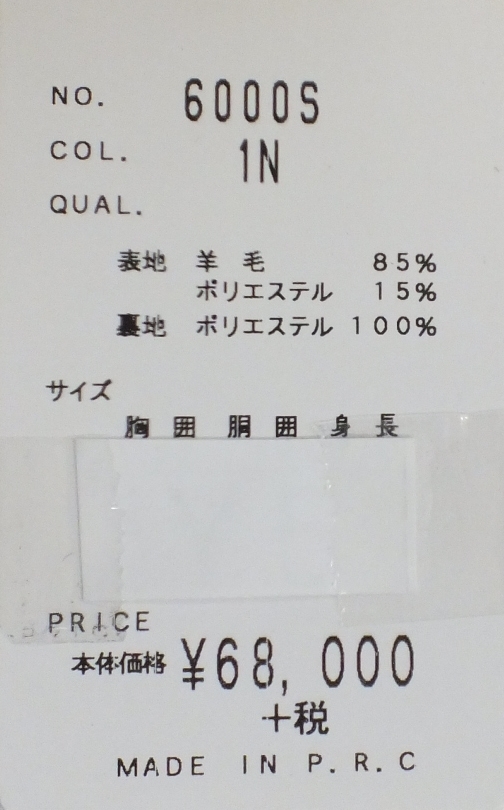 NO. 6000S
COL. 1N
QUAL.
表地 羊毛 85%
ポリエステル 15%
裏地 ポリエステル 100%
サイズ
胸囲 胴囲 身長
PRICE
本体価格 ¥68,000
+税
MADE IN P.R.C